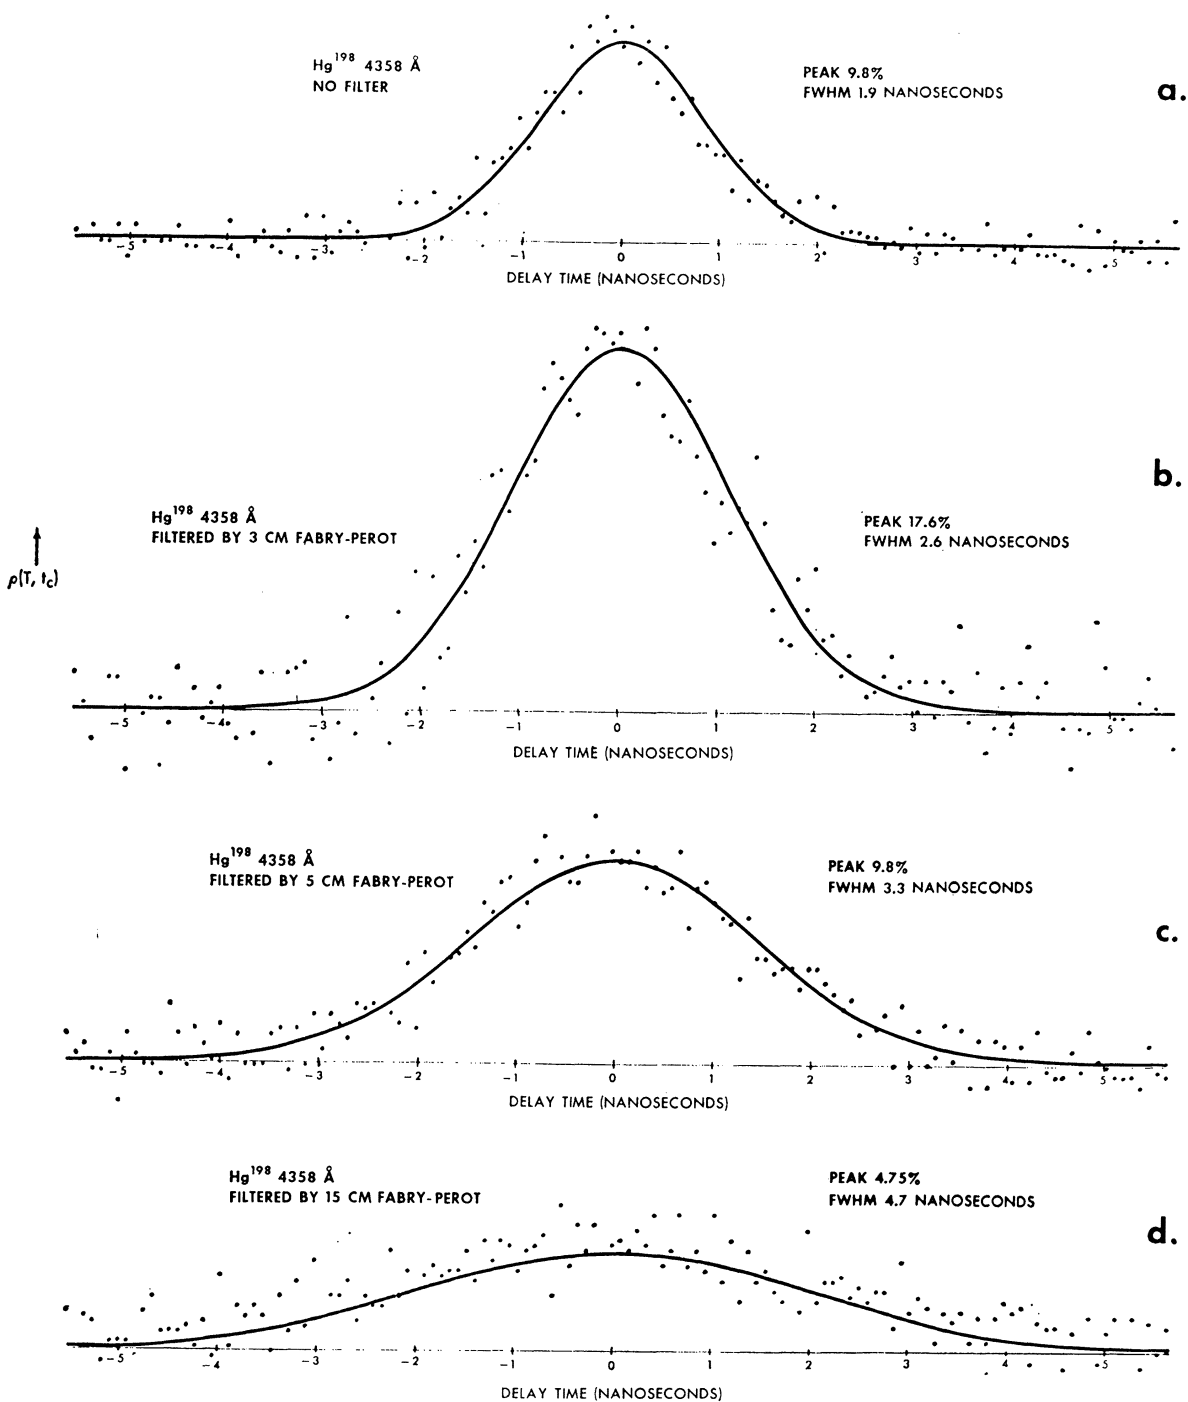 Hg198 4358 Å
NO FILTER
PEAK 9.8%
FWHM 1.9 NANOSECONDS
a.
-5 -4 -3 -2 -1 0 1 2 3 4 5
DELAY TIME (NANOSECONDS)
b.
Hg198 4358 Å
FILTERED BY 3 CM FABRY-PEROT
PEAK 17.6%
FWHM 2.6 NANOSECONDS
ρ(T, tc)
-5 -4 -3 -2 -1 0 1 2 3 4 5
DELAY TIME (NANOSECONDS)
Hg198 4358 Å
FILTERED BY 5 CM FABRY-PEROT
PEAK 9.8%
FWHM 3.3 NANOSECONDS
c.
-5 -4 -3 -2 -1 0 1 2 3 4 5
DELAY TIME (NANOSECONDS)
Hg198 4358 Å
FILTERED BY 15 CM FABRY-PEROT
PEAK 4.75%
FWHM 4.7 NANOSECONDS
d.
-5 -4 -3 -2 -1 0 1 2 3 4 5
DELAY TIME (NANOSECONDS)